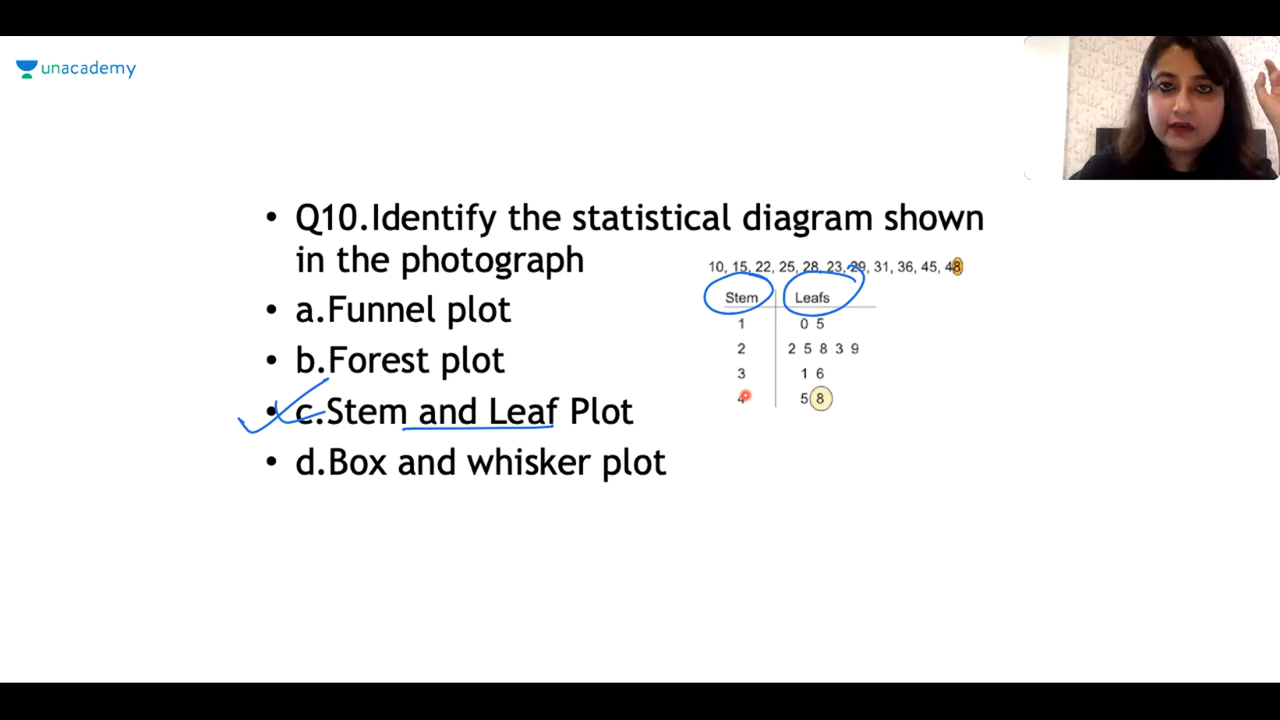 unacademy
• Q10.Identify the statistical diagram shown
in the photograph
10, 15, 22, 25, 28, 23, 29, 31, 36, 45, 48
• a.Funnel plot
Stem Leafs
1 0 5
• b.Forest plot
2 2 5 8 3 9
3 1 6
• c.Stem and Leaf Plot
4 5 8
• d.Box and whisker plot